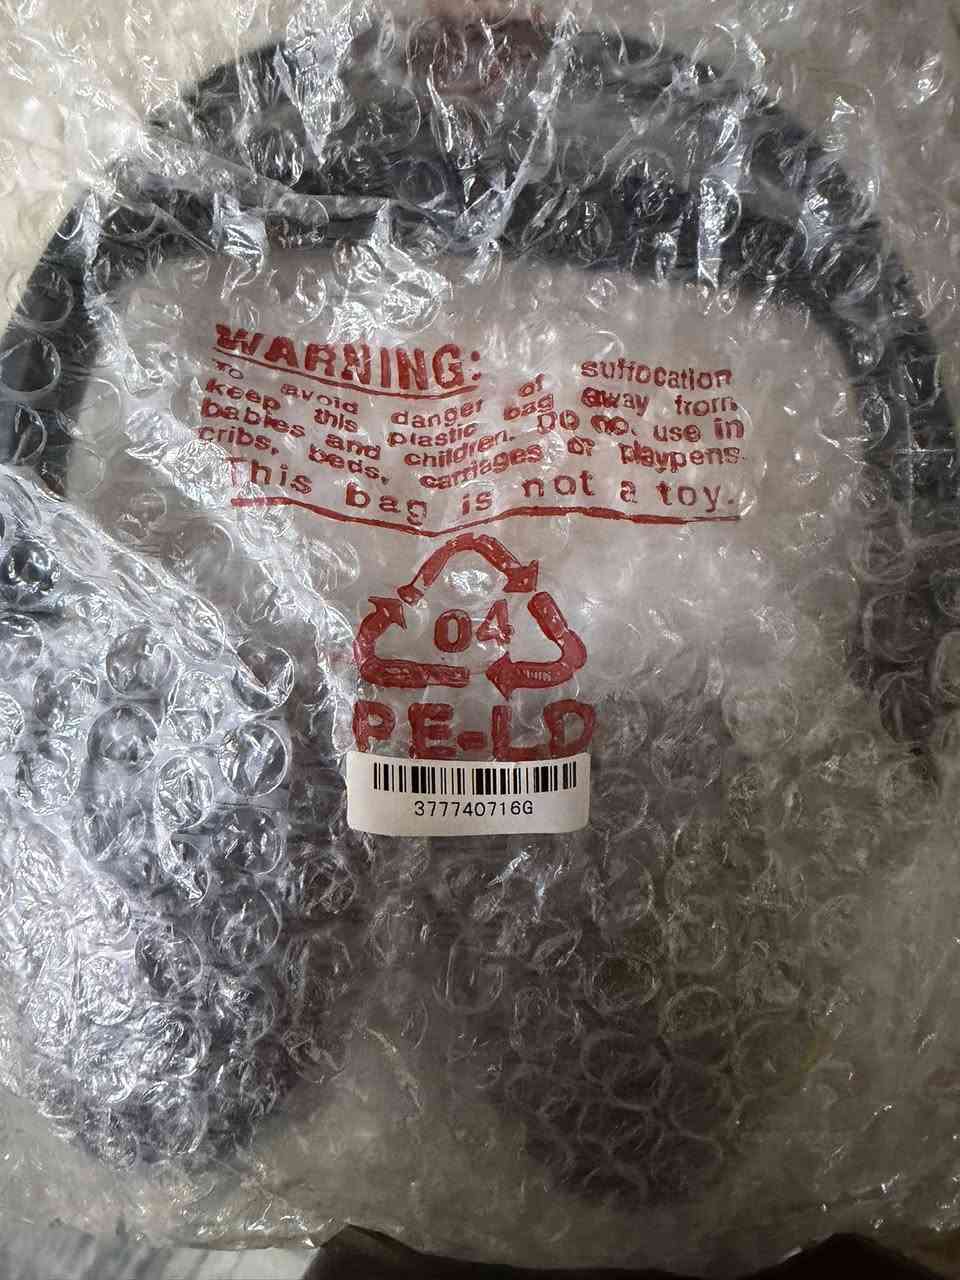 WARNING:
To avoid danger of suffocation
keep this plastic bag away from
babies and children. Do not use in
cribs, beds, carriages or playpens.
This bag is not a toy.
04
PE-LD
377740716G